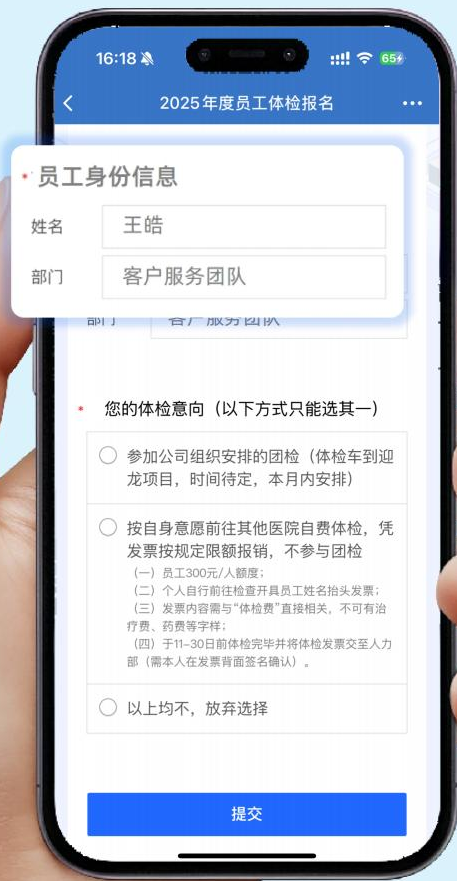 16:18
65
2025年度员工体检报名
* 员工身份信息
姓名 王皓
部门 客户服务团队
部门 客户服务团队
* 您的体检意向（以下方式只能选其一）
参加公司组织安排的团检（体检车到迎
龙项目，时间待定，本月内安排）
按自身意愿前往其他医院自费体检，凭
发票按规定限额报销，不参与团检
（一）员工300元/人额度；
（二）个人自行前往检查开具员工姓名抬头发票；
（三）发票内容需与“体检费”直接相关，不可有治
疗费、药费等字样；
（四）于11-30日前体检完毕并将体检发票交至人力
部（需本人在发票背面签名确认）。
以上均不，放弃选择
提交